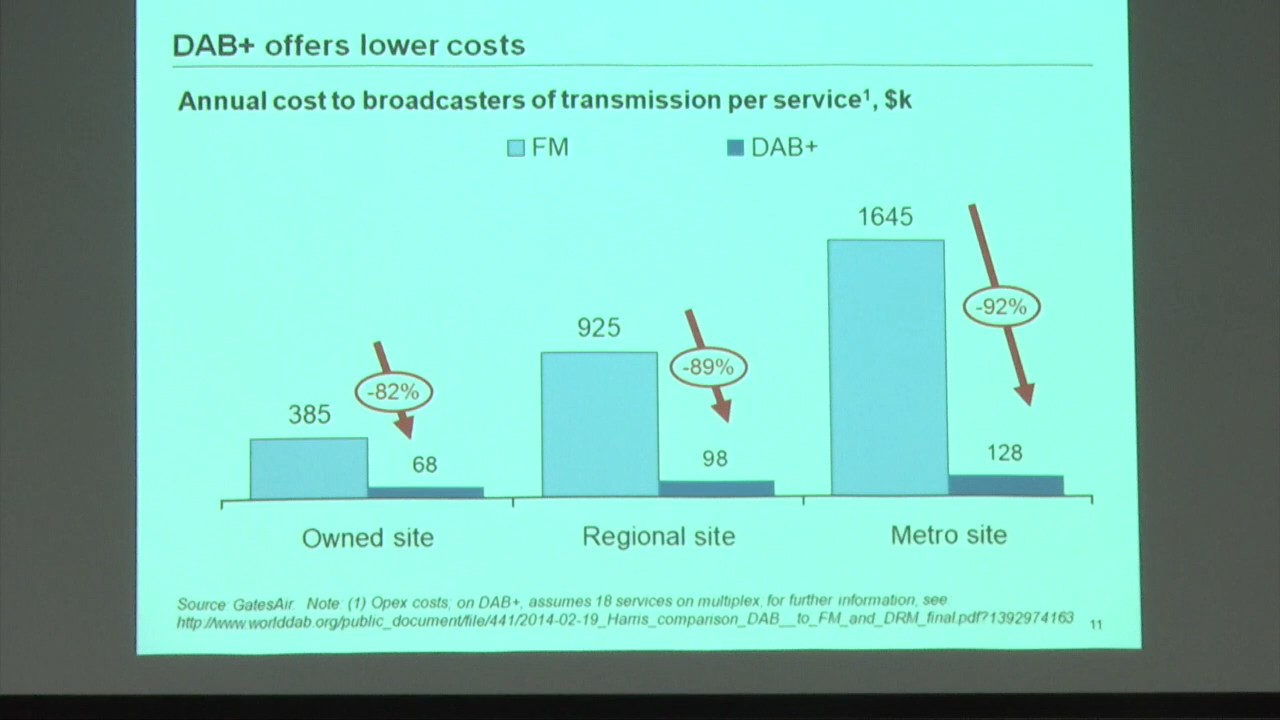 DAB+ offers lower costs
Annual cost to broadcasters of transmission per service¹, $k
FM DAB+
1645
-92%
925
-89%
385
-82%
68
98
128
Owned site Regional site Metro site
Source: GatesAir. Note: (1) Opex costs; on DAB+, assumes 18 services on multiplex; for further information, see
http://www.worlddab.org/public_document/file/441/2014-02-19_Harris_comparison_DAB__to_FM_and_DRM_final.pdf?1392974163 11